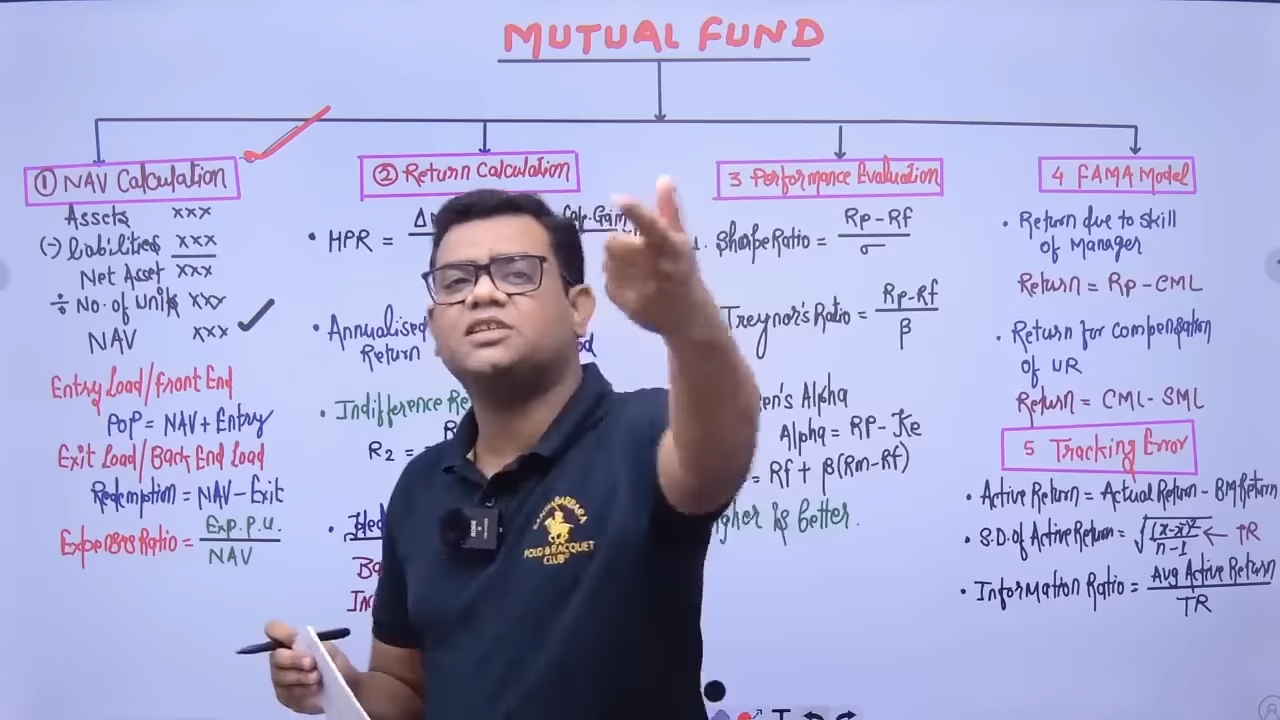 MUTUAL FUND
① NAV Calculation
Assets xxx
(-) liabilities xxx
Net Asset xxx
÷ No. of units xxx
NAV xxx
Entry Load/Front End
POP = NAV + Entry
Exit Load/Back End Load
Redemption = NAV - Exit
Expenses Ratio = Exp. p.u. / NAV
② Return Calculation
• HPR = Δ
• Annualised
Return
• Indifference Re
R2 =
3 Performance Evaluation
Sharpe Ratio = Rp - Rf / σ
Treynor's Ratio = Rp - Rf / β
en's Alpha
Alpha = RP - Ke
= Rf + β(Rm - Rf)
gher is better.
4 FAMA Model
• Return due to skill
of Manager
Return = Rp - CML
• Return for compensation
of UR
Return = CML - SML
5 Tracking Error
• Active Return = Actual Return - BM Return
• S.D. of Active Return = √(x-x̄)²/n-1 ← TR
• Information Ratio = Avg Active Return / TR
SANTA BARBARA
POLO & RACQUET
CLUB